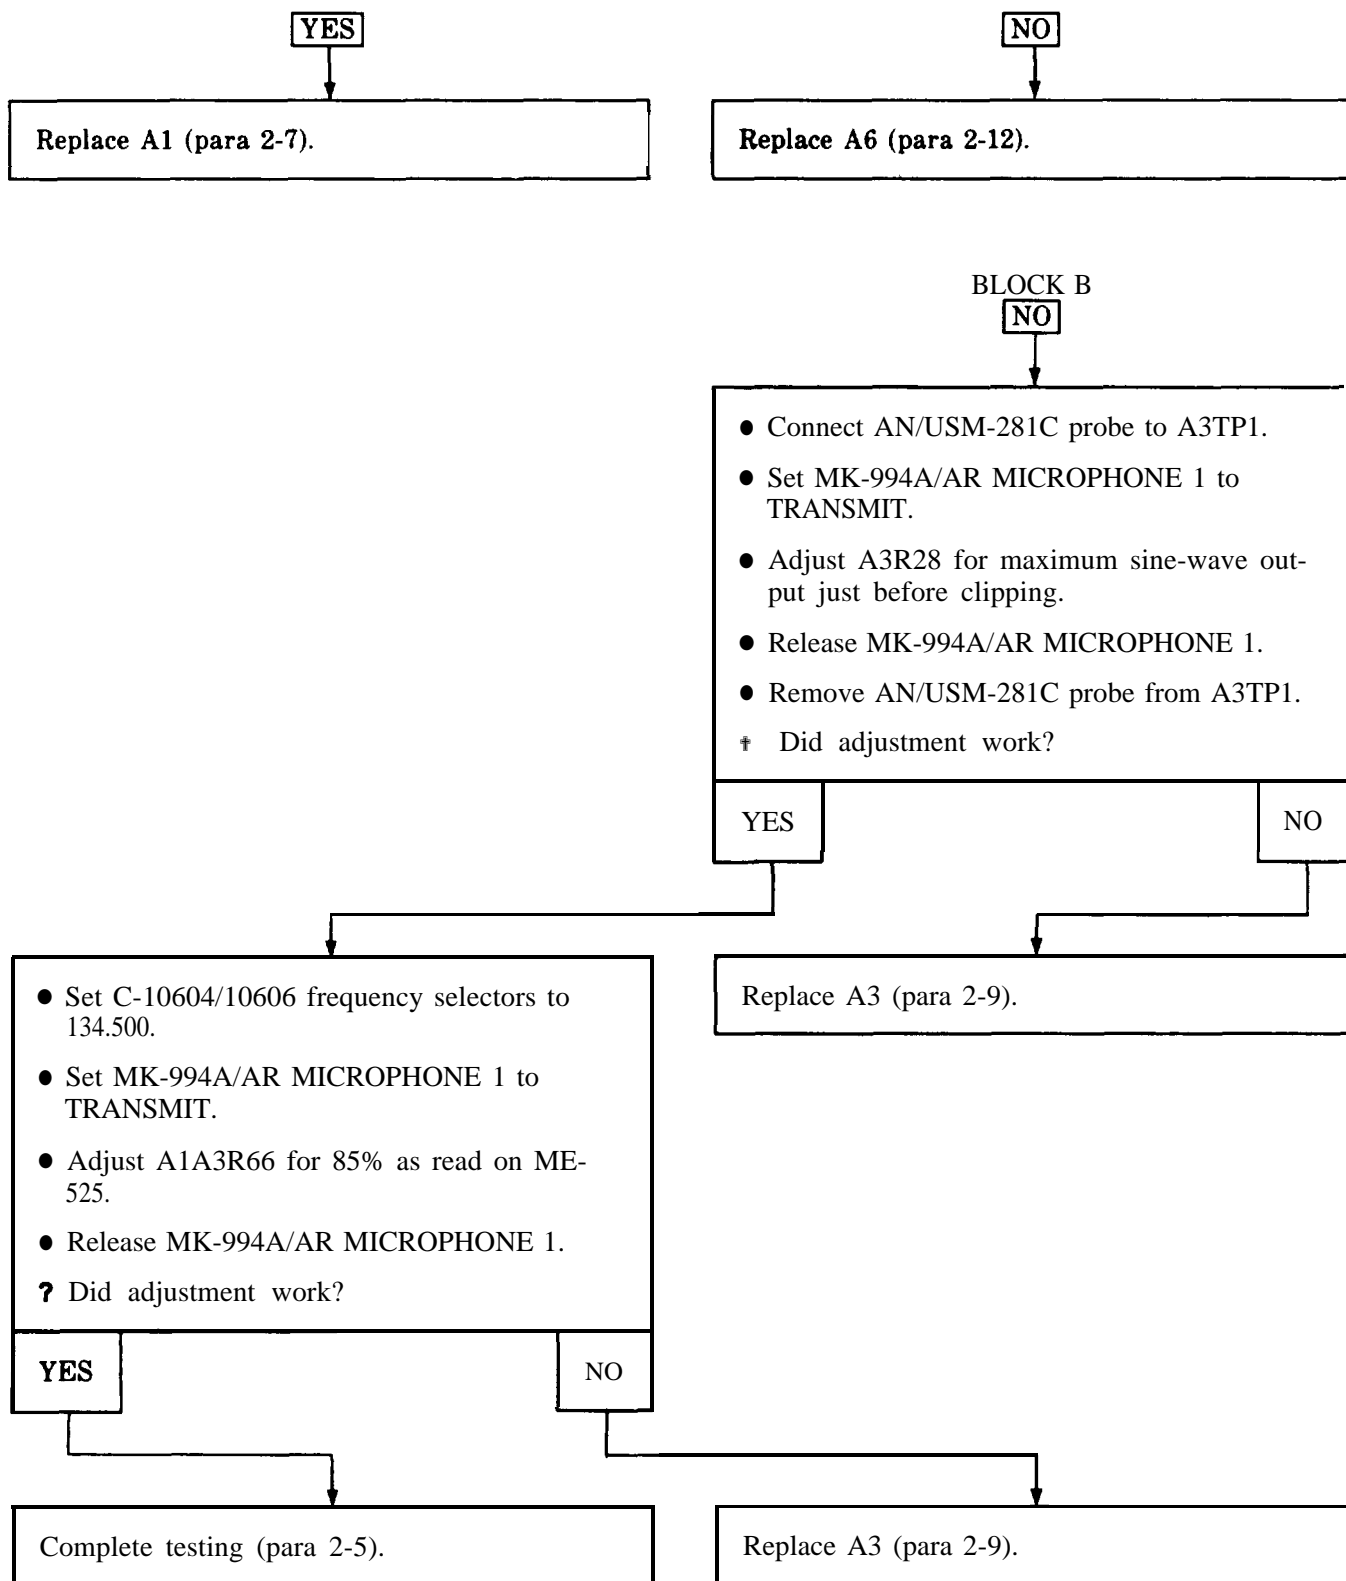 YES
NO
Replace A1 (para 2-7).
Replace A6 (para 2-12).
BLOCK B
NO
● Connect AN/USM-281C probe to A3TP1.
● Set MK-994A/AR MICROPHONE 1 to
TRANSMIT.
● Adjust A3R28 for maximum sine-wave out-
put just before clipping.
● Release MK-994A/AR MICROPHONE 1.
● Remove AN/USM-281C probe from A3TP1.
† Did adjustment work?
YES
NO
● Set C-10604/10606 frequency selectors to
134.500.
● Set MK-994A/AR MICROPHONE 1 to
TRANSMIT.
● Adjust A1A3R66 for 85% as read on ME-
525.
● Release MK-994A/AR MICROPHONE 1.
? Did adjustment work?
YES
NO
Replace A3 (para 2-9).
Complete testing (para 2-5).
Replace A3 (para 2-9).